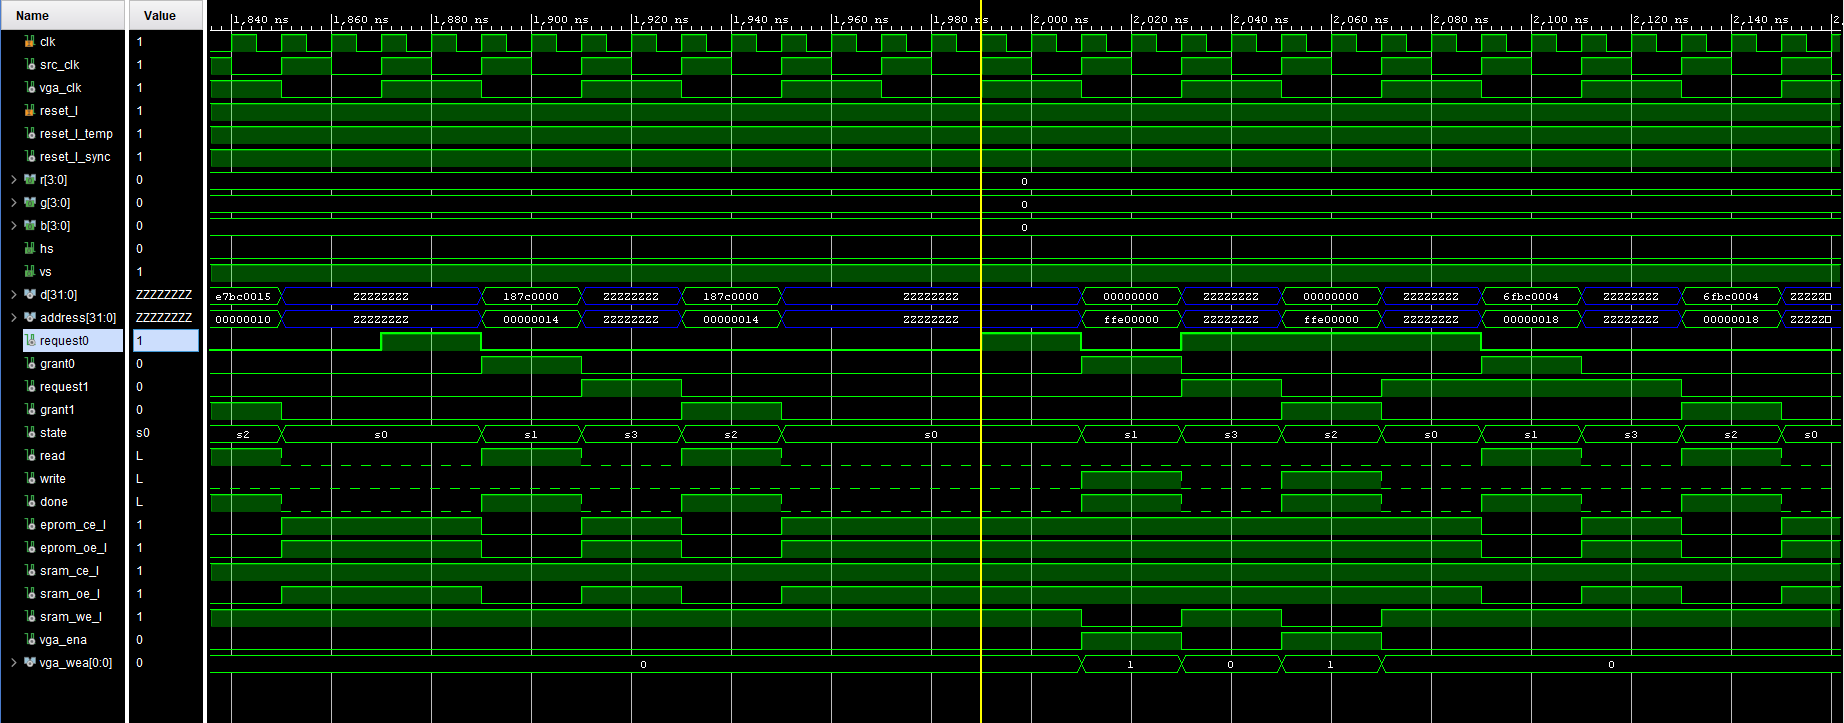 Name Value
1,840 ns 1,860 ns 1,880 ns 1,900 ns 1,920 ns 1,940 ns 1,960 ns 1,980 ns 2,000 ns 2,020 ns 2,040 ns 2,060 ns 2,080 ns 2,100 ns 2,120 ns 2,140 ns 2,
clk 1
src_clk 1
vga_clk 1
reset_l 1
reset_l_temp 1
reset_l_sync 1
r[3:0] 0 0
g[3:0] 0 0
b[3:0] 0 0
hs 0
vs 1
d[31:0] ZZZZZZZZ e7bc0015 ZZZZZZZZ 187c0000 ZZZZZZZZ 187c0000 ZZZZZZZZ 00000000 ZZZZZZZZ 00000000 ZZZZZZZZ 6fbc0004 ZZZZZZZZ 6fbc0004 ZZZZZ
address[31:0] ZZZZZZZZ 00000010 ZZZZZZZZ 00000014 ZZZZZZZZ 00000014 ZZZZZZZZ ffe00000 ZZZZZZZZ ffe00000 ZZZZZZZZ 00000018 ZZZZZZZZ 00000018 ZZZZZ
request0 1
grant0 0
request1 0
grant1 0
state s0 s2 s0 s1 s3 s2 s0 s1 s3 s2 s0 s1 s3 s2 s0
read L
write L
done L
eprom_ce_l 1
eprom_oe_l 1
sram_ce_l 1
sram_oe_l 1
sram_we_l 1
vga_ena 0
vga_wea[0:0] 0 0 1 0 1 0